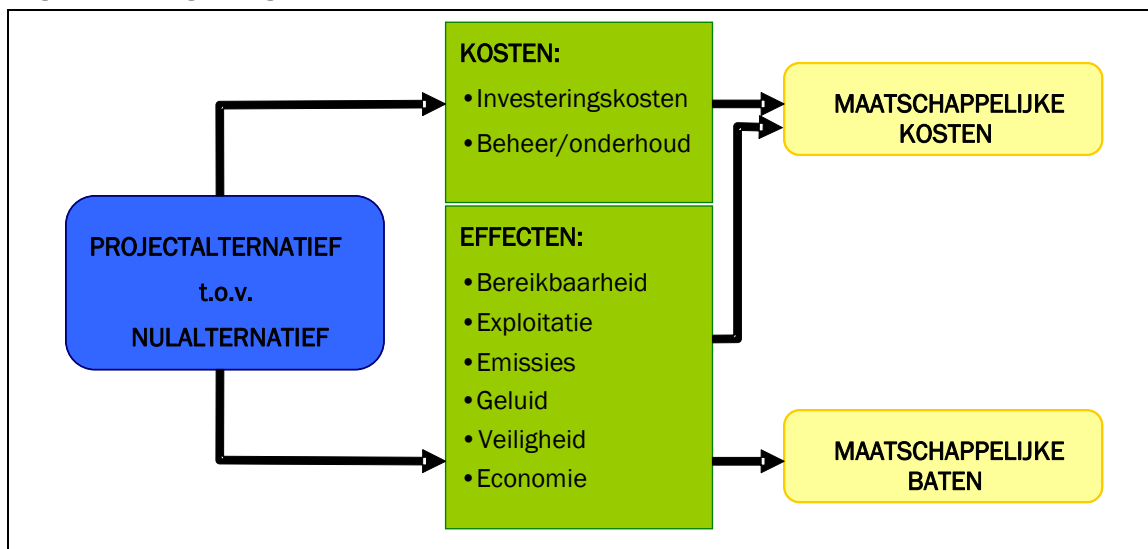 PROJECTALTERNATIEF
t.o.v.
NULALTERNATIEF
KOSTEN:
•Investeringskosten
•Beheer/onderhoud
EFFECTEN:
•Bereikbaarheid
•Exploitatie
•Emissies
•Geluid
•Veiligheid
•Economie
MAATSCHAPPELIJKE
KOSTEN
MAATSCHAPPELIJKE
BATEN